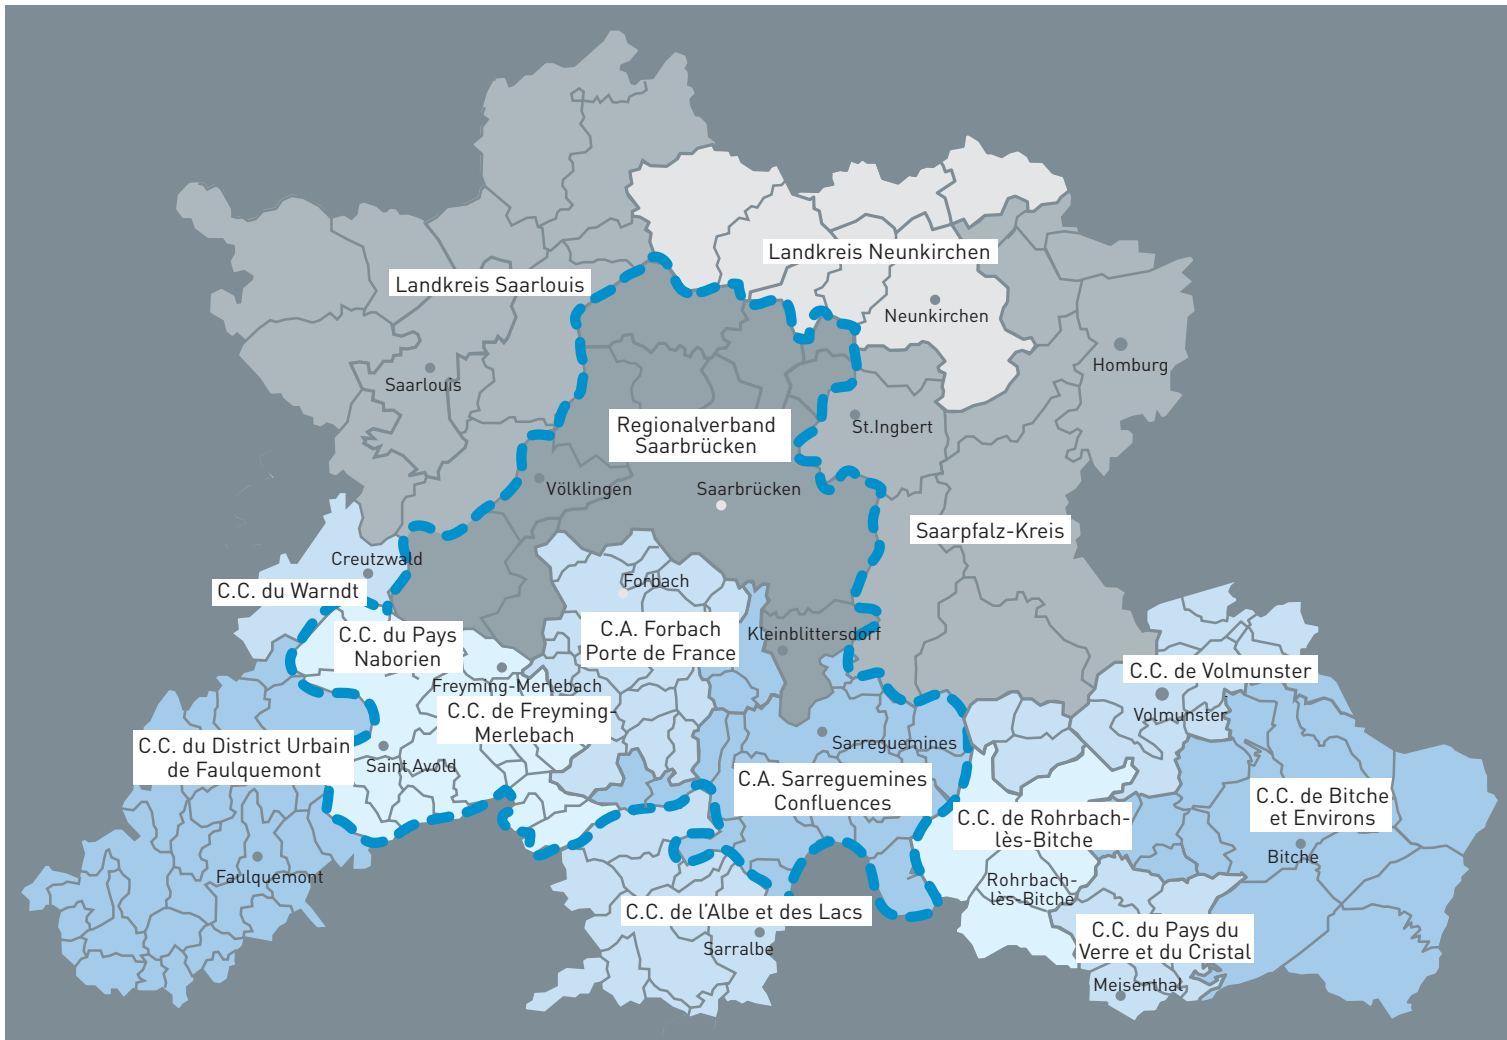 Landkreis Neunkirchen
Landkreis Saarlouis
Neunkirchen
Homburg
Saarlouis
Regionalverband
Saarbrücken
St.Ingbert
Völklingen
Saarbrücken
Saarpfalz-Kreis
Creutzwald
C.C. du Warndt
Forbach
C.A. Forbach
Porte de France
C.C. du Pays
Naborien
Kleinblittersdorf
C.C. de Volmunster
Freyming-Merlebach
C.C. de Freyming-
Merlebach
Volmunster
Sarreguemines
C.C. du District Urbain
de Faulquemont
Saint Avold
C.A. Sarreguemines
Confluences
C.C. de Bitche
et Environs
C.C. de Rohrbach-
lès-Bitche
Bitche
Faulquemont
Rohrbach-
lès-Bitche
C.C. de l'Albe et des Lacs
C.C. du Pays du
Verre et du Cristal
Sarralbe
Meisenthal